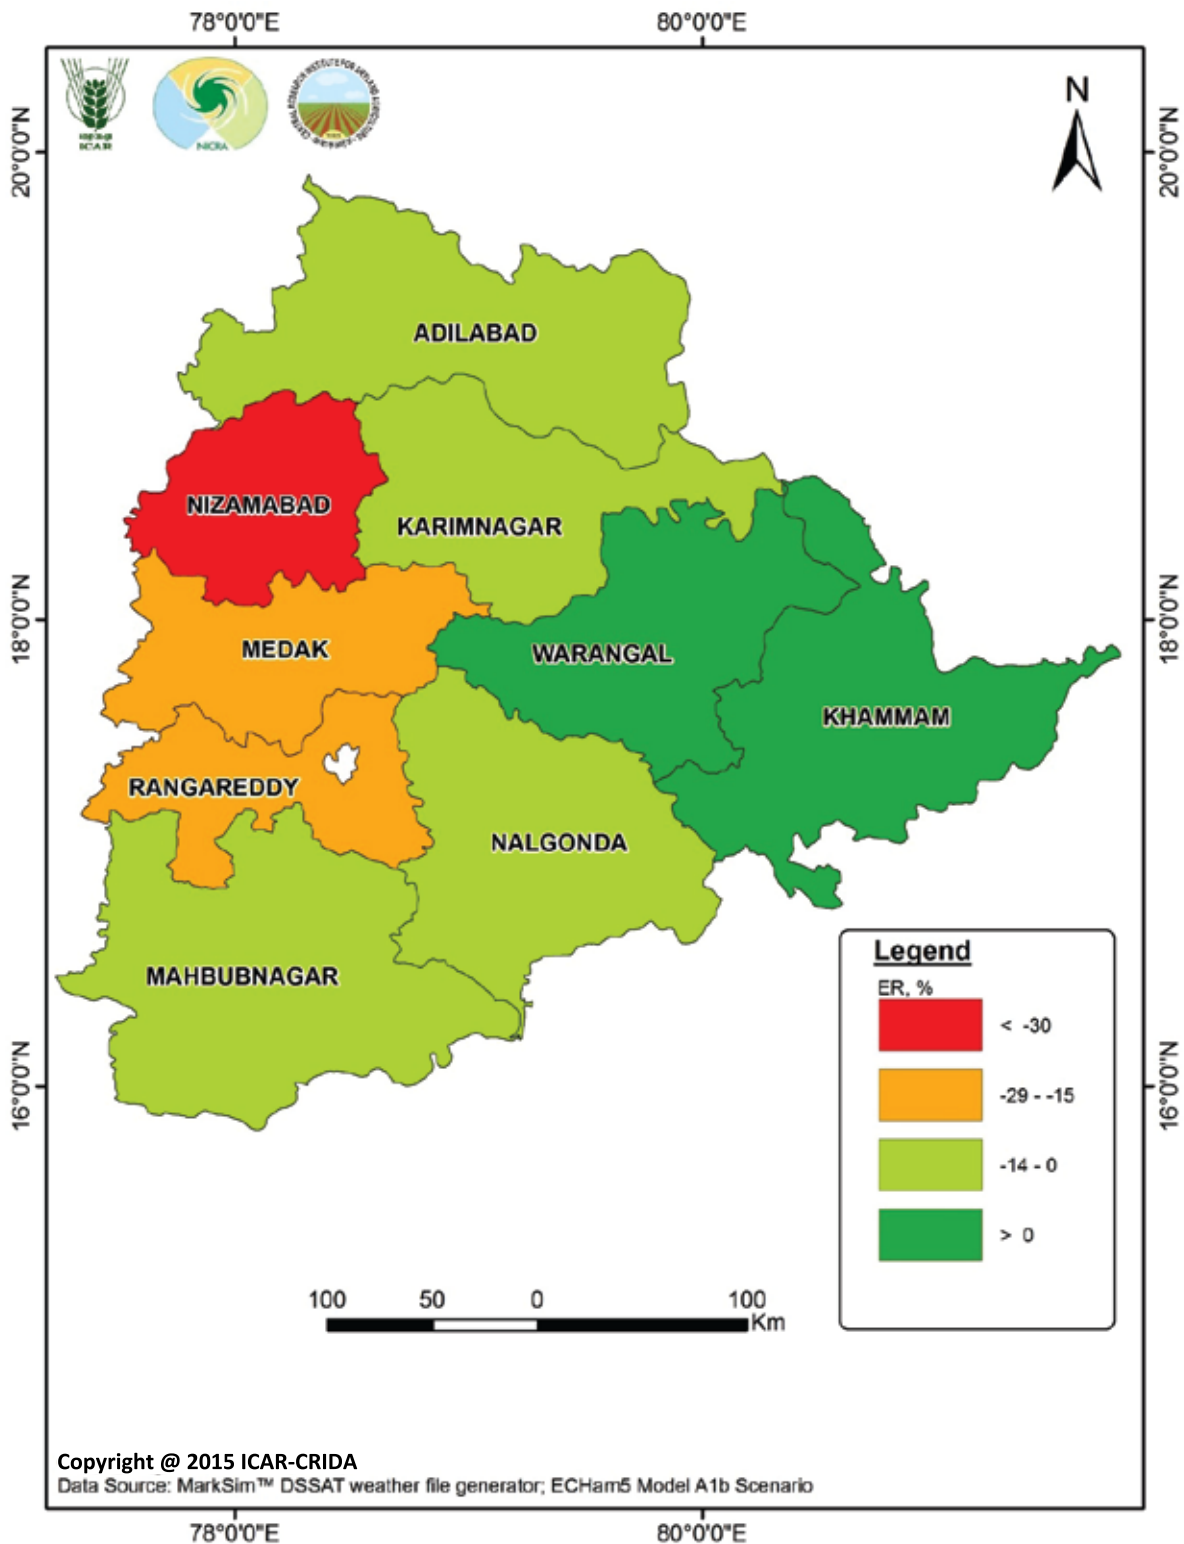 78°0'0"E 80°0'0"E
20°0'0"N 20°0'0"N
ICAR
NICRA
N
ADILABAD
NIZAMABAD
KARIMNAGAR
18°0'0"N 18°0'0"N
MEDAK
WARANGAL
KHAMMAM
RANGAREDDY
NALGONDA
MAHBUBNAGAR
16°0'0"N 16°0'0"N
Legend
ER, %
< -30
-29 - -15
-14 - 0
> 0
100 50 0 100
Km
Copyright @ 2015 ICAR-CRIDA
Data Source: MarkSim™ DSSAT weather file generator; ECHam5 Model A1b Scenario
78°0'0"E 80°0'0"E